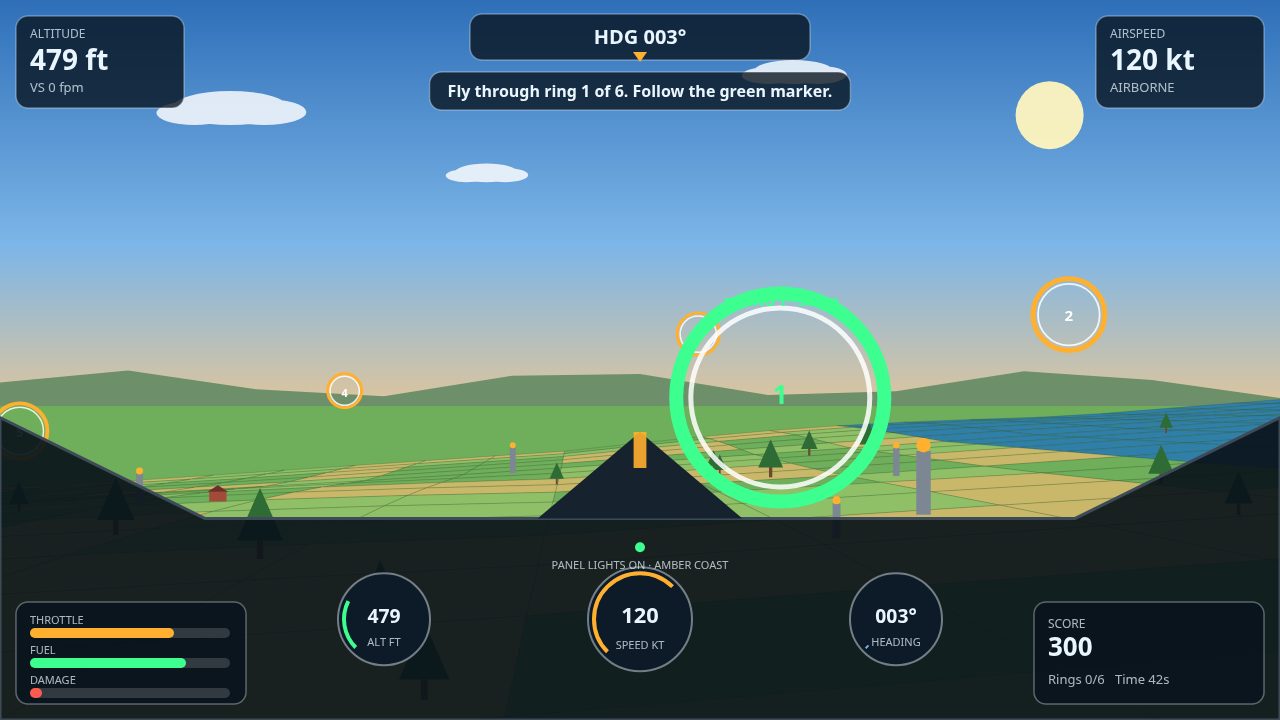 ALTITUDE
479 ft
VS 0 fpm
HDG 003°
Fly through ring 1 of 6. Follow the green marker.
AIRSPEED
120 kt
AIRBORNE
2
1
4
PANEL LIGHTS ON · AMBER COAST
479
ALT FT
120
SPEED KT
003°
HEADING
THROTTLE
FUEL
DAMAGE
SCORE
300
Rings 0/6 Time 42s